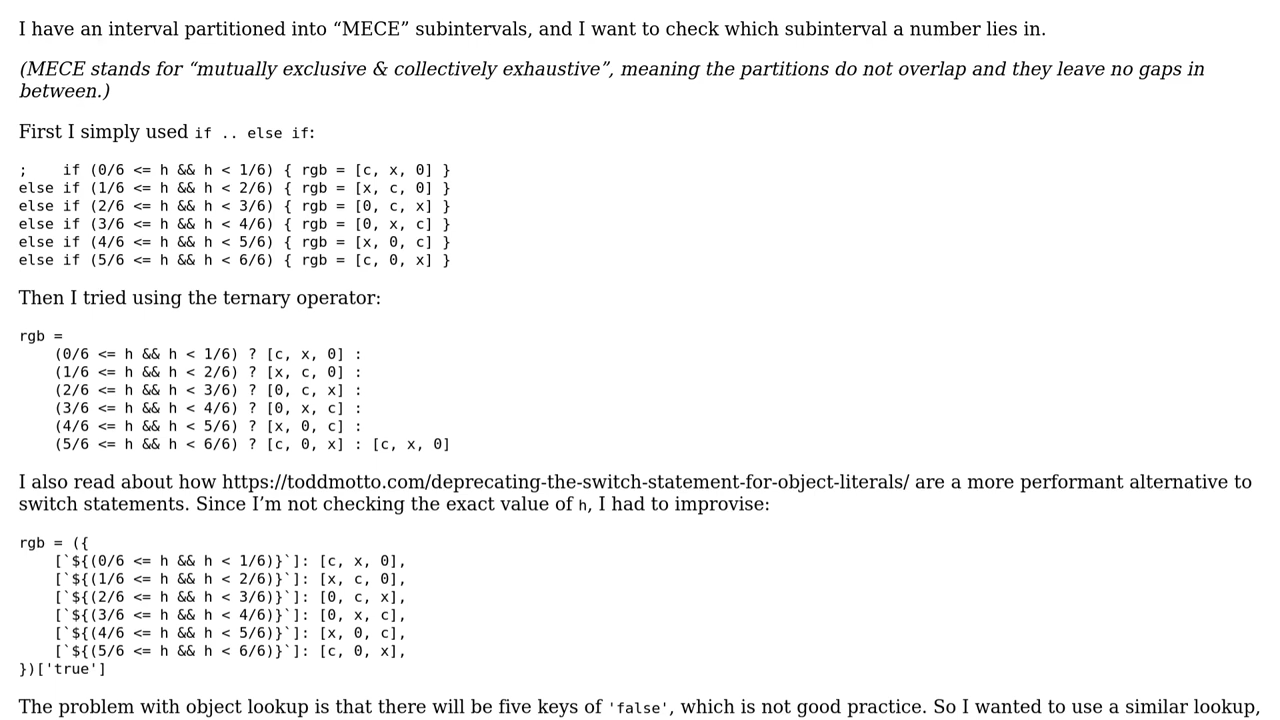 I have an interval partitioned into “MECE” subintervals, and I want to check which subinterval a number lies in.
(MECE stands for “mutually exclusive & collectively exhaustive”, meaning the partitions do not overlap and they leave no gaps in
between.)
First I simply used if .. else if:
;    if (0/6 <= h && h < 1/6) { rgb = [c, x, 0] }
else if (1/6 <= h && h < 2/6) { rgb = [x, c, 0] }
else if (2/6 <= h && h < 3/6) { rgb = [0, c, x] }
else if (3/6 <= h && h < 4/6) { rgb = [0, x, c] }
else if (4/6 <= h && h < 5/6) { rgb = [x, 0, c] }
else if (5/6 <= h && h < 6/6) { rgb = [c, 0, x] }
Then I tried using the ternary operator:
rgb =
    (0/6 <= h && h < 1/6) ? [c, x, 0] :
    (1/6 <= h && h < 2/6) ? [x, c, 0] :
    (2/6 <= h && h < 3/6) ? [0, c, x] :
    (3/6 <= h && h < 4/6) ? [0, x, c] :
    (4/6 <= h && h < 5/6) ? [x, 0, c] :
    (5/6 <= h && h < 6/6) ? [c, 0, x] : [c, x, 0]
I also read about how https://toddmotto.com/deprecating-the-switch-statement-for-object-literals/ are a more performant alternative to
switch statements. Since I’m not checking the exact value of h, I had to improvise:
rgb = ({
    [`${(0/6 <= h && h < 1/6)}`]: [c, x, 0],
    [`${(1/6 <= h && h < 2/6)}`]: [x, c, 0],
    [`${(2/6 <= h && h < 3/6)}`]: [0, c, x],
    [`${(3/6 <= h && h < 4/6)}`]: [0, x, c],
    [`${(4/6 <= h && h < 5/6)}`]: [x, 0, c],
    [`${(5/6 <= h && h < 6/6)}`]: [c, 0, x],
})['true']
The problem with object lookup is that there will be five keys of 'false', which is not good practice. So I wanted to use a similar lookup,